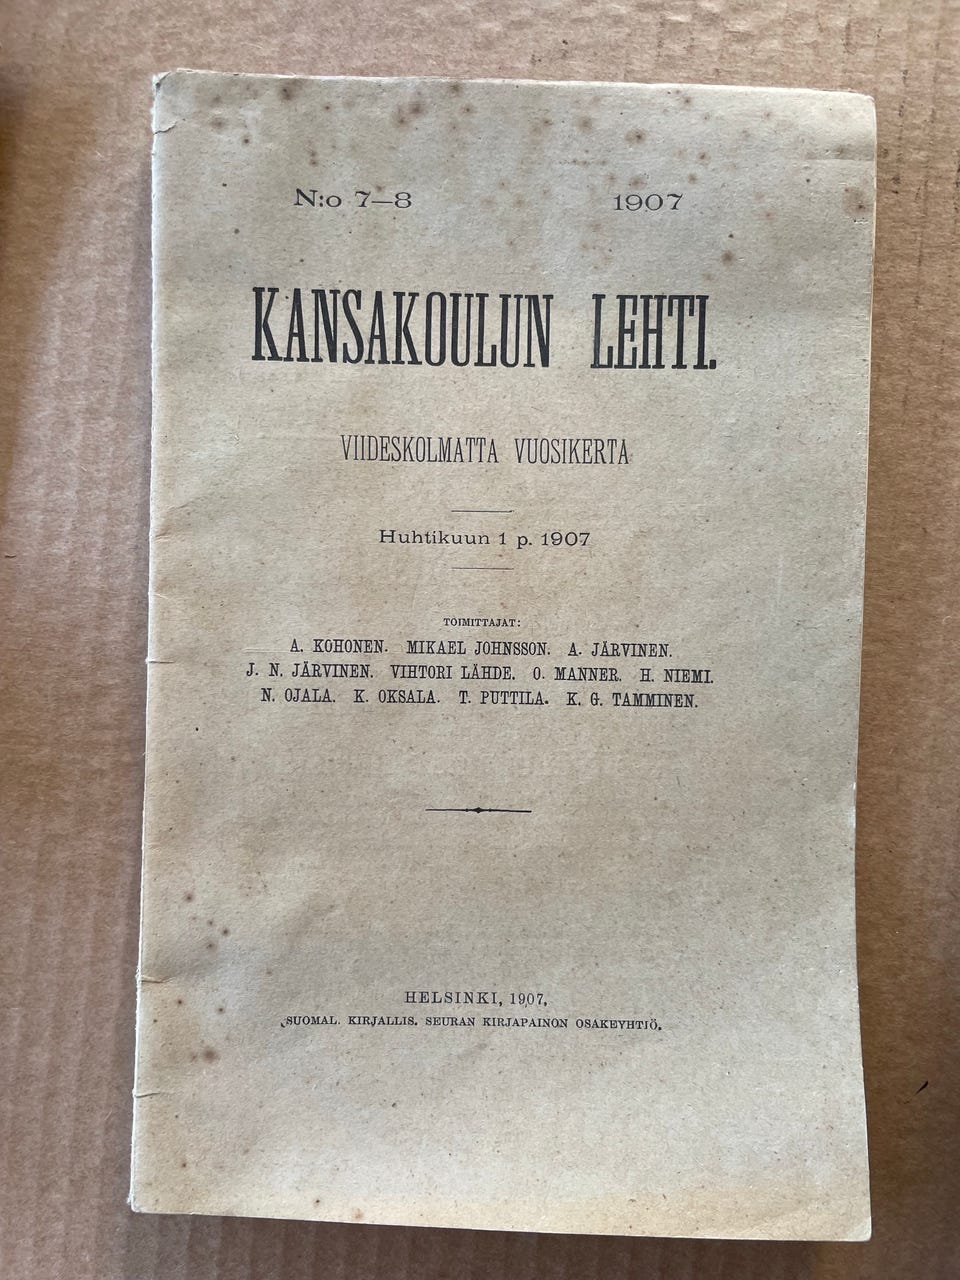 N:o 7—8 1907
KANSAKOULUN LEHTI.
VIIDESKOLMATTA VUOSIKERTA
Huhtikuun 1 p. 1907
TOIMITTAJAT:
A. KOHONEN. MIKAEL JOHNSSON. A. JÄRVINEN.
J. N. JÄRVINEN. VIHTORI LÄHDE. O. MANNER. H. NIEMI.
N. OJALA. K. OKSALA. T. PUTTILA. K. G. TAMMINEN.
HELSINKI, 1907,
SUOMAL. KIRJALLIS. SEURAN KIRJAPAINON OSAKEYHTIÖ.